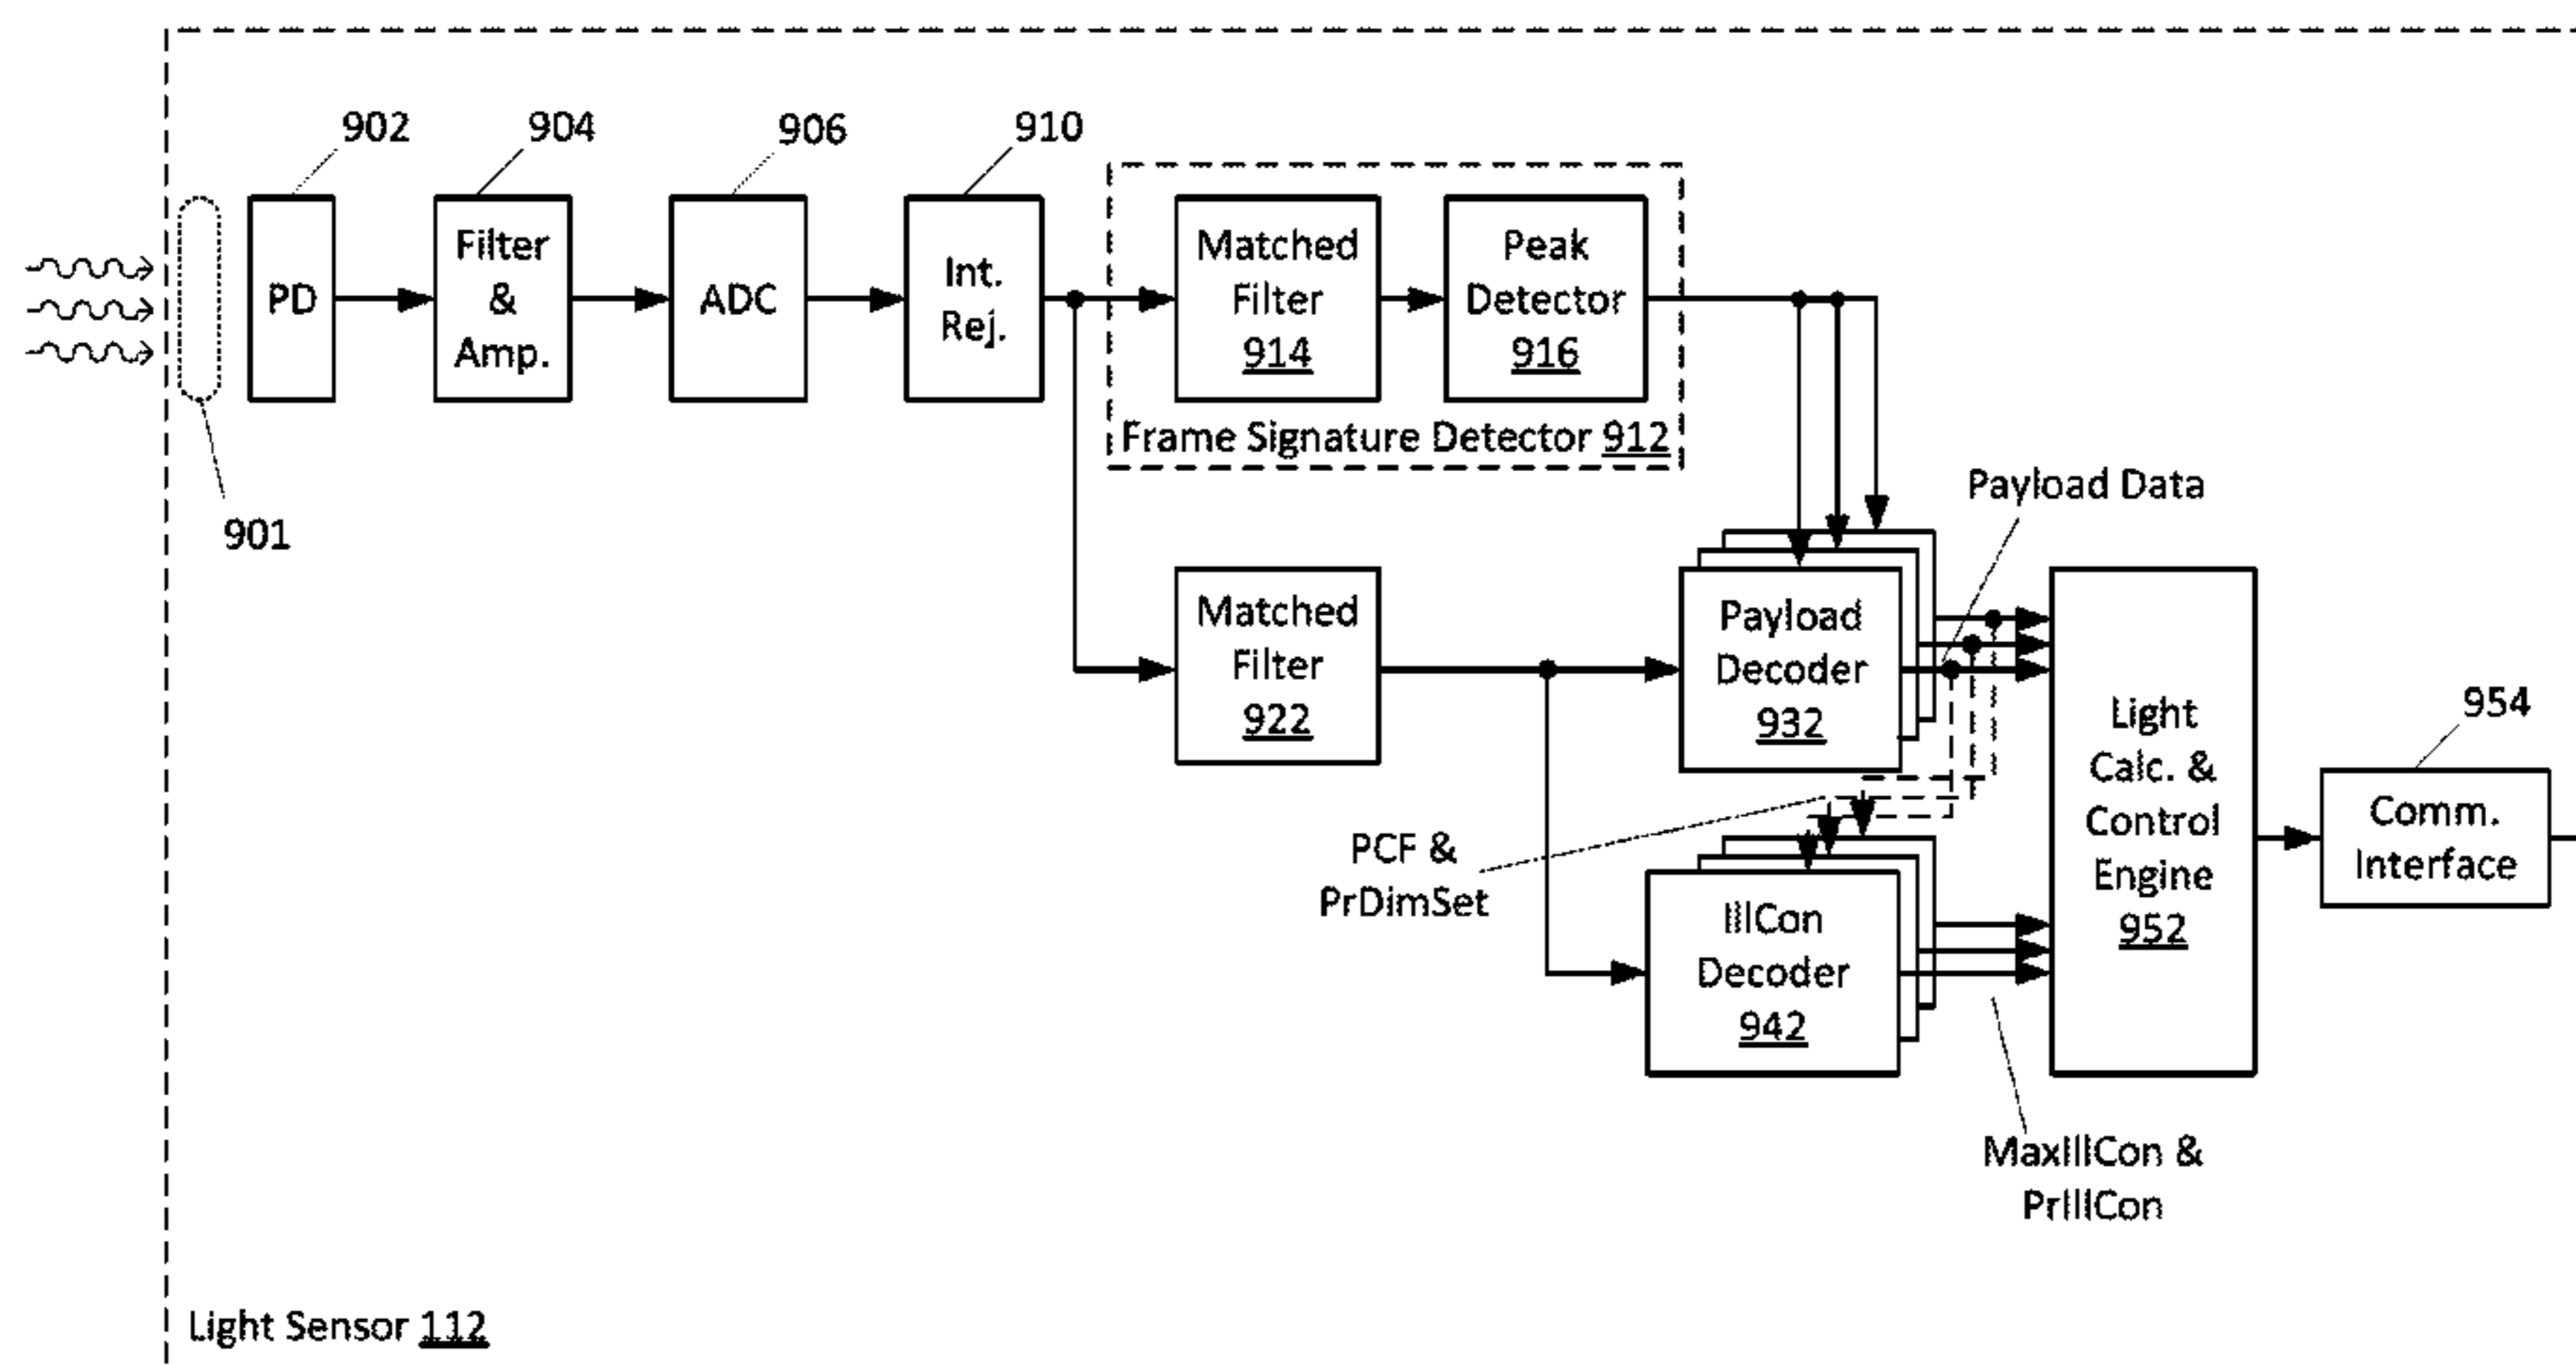 902
904
906
910
PD
Filter
&
Amp.
ADC
Int.
Rej.
Matched
Filter
914
Peak
Detector
916
Frame Signature Detector 912
901
Payload Data
Matched
Filter
922
Payload
Decoder
932
PCF &
PrDimSet
IllCon
Decoder
942
Light
Calc. &
Control
Engine
952
954
Comm.
Interface
MaxIllCon &
PrIllCon
Light Sensor 112